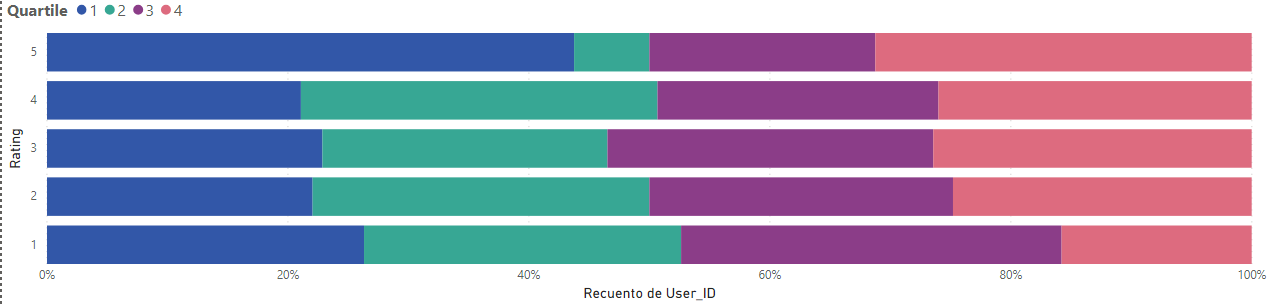 Quartile 1 2 3 4
5
4
3
2
1
Rating
0% 20% 40% 60% 80% 100%
Recuento de User_ID